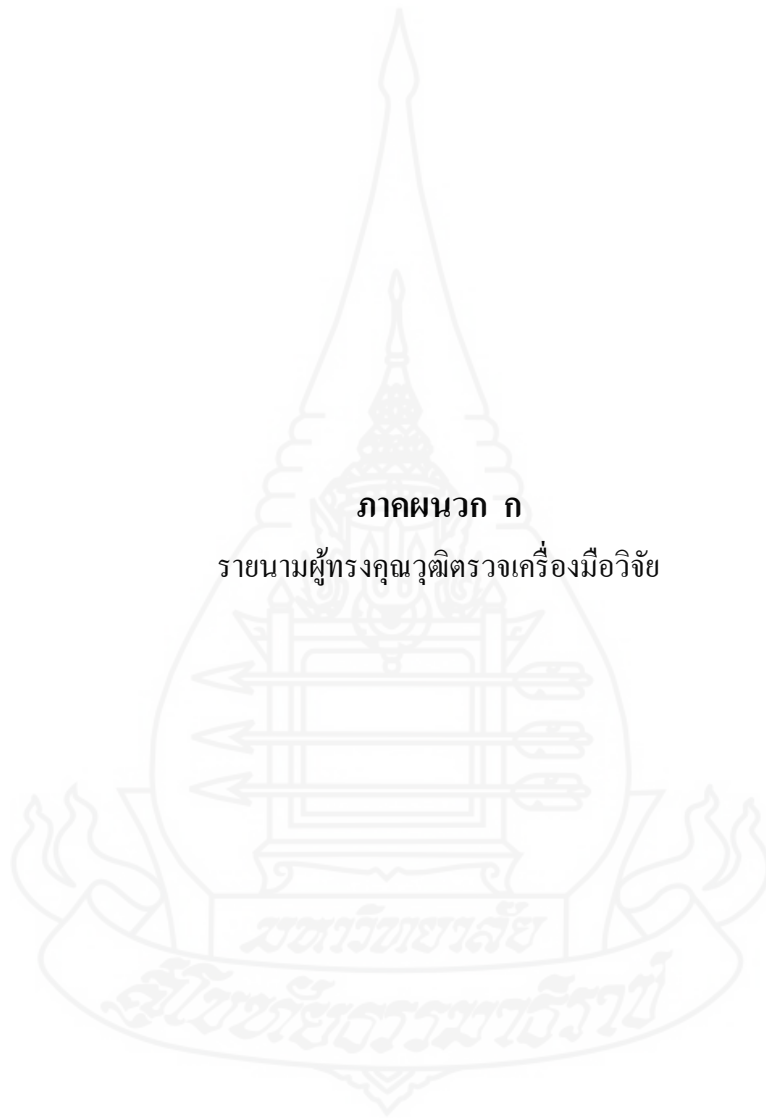 ภาคผนวก ก
รายนามผู้ทรงคุณวุฒิตรวจเครื่องมือวิจัย
มหาวิทยาลัย
สุโขทัยธรรมาธิราช